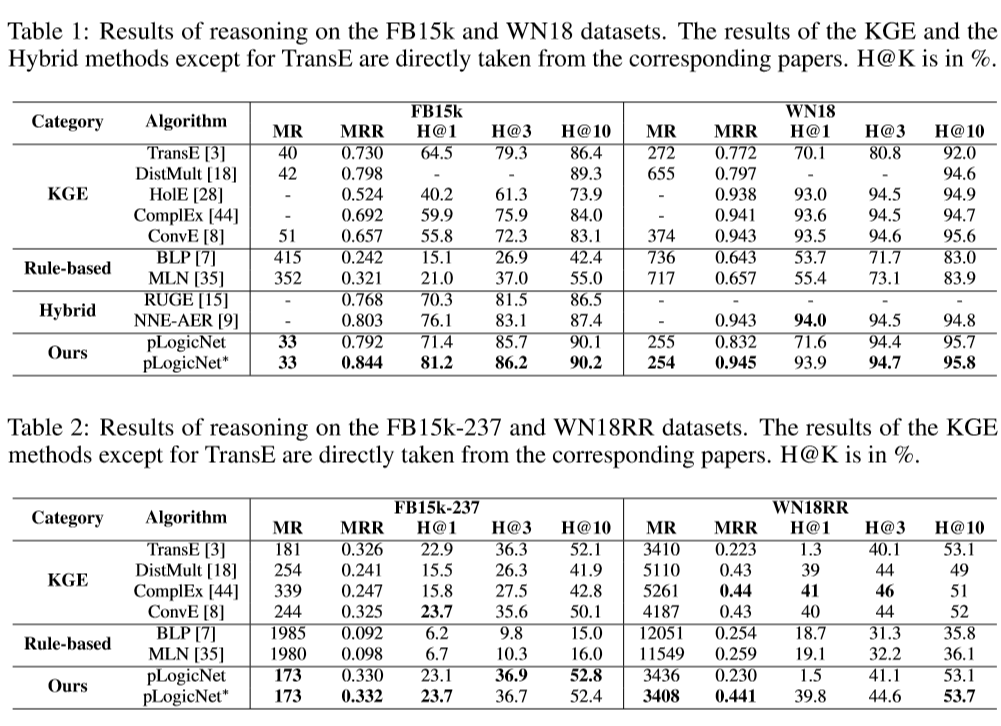 Table 1: Results of reasoning on the FB15k and WN18 datasets. The results of the KGE and the
Hybrid methods except for TransE are directly taken from the corresponding papers. H@K is in %.
Category Algorithm FB15k WN18
MR MRR H@1 H@3 H@10 MR MRR H@1 H@3 H@10
KGE TransE [3] 40 0.730 64.5 79.3 86.4 272 0.772 70.1 80.8 92.0
DistMult [18] 42 0.798 - - 89.3 655 0.797 - - 94.6
HolE [28] - 0.524 40.2 61.3 73.9 - 0.938 93.0 94.5 94.9
ComplEx [44] - 0.692 59.9 75.9 84.0 - 0.941 93.6 94.5 94.7
ConvE [8] 51 0.657 55.8 72.3 83.1 374 0.943 93.5 94.6 95.6
Rule-based BLP [7] 415 0.242 15.1 26.9 42.4 736 0.643 53.7 71.7 83.0
MLN [35] 352 0.321 21.0 37.0 55.0 717 0.657 55.4 73.1 83.9
Hybrid RUGE [15] - 0.768 70.3 81.5 86.5 - - - - -
NNE-AER [9] - 0.803 76.1 83.1 87.4 - 0.943 94.0 94.5 94.8
Ours pLogicNet 33 0.792 71.4 85.7 90.1 255 0.832 71.6 94.4 95.7
pLogicNet* 33 0.844 81.2 86.2 90.2 254 0.945 93.9 94.7 95.8
Table 2: Results of reasoning on the FB15k-237 and WN18RR datasets. The results of the KGE
methods except for TransE are directly taken from the corresponding papers. H@K is in %.
Category Algorithm FB15k-237 WN18RR
MR MRR H@1 H@3 H@10 MR MRR H@1 H@3 H@10
KGE TransE [3] 181 0.326 22.9 36.3 52.1 3410 0.223 1.3 40.1 53.1
DistMult [18] 254 0.241 15.5 26.3 41.9 5110 0.43 39 44 49
ComplEx [44] 339 0.247 15.8 27.5 42.8 5261 0.44 41 46 51
ConvE [8] 244 0.325 23.7 35.6 50.1 4187 0.43 40 44 52
Rule-based BLP [7] 1985 0.092 6.2 9.8 15.0 12051 0.254 18.7 31.3 35.8
MLN [35] 1980 0.098 6.7 10.3 16.0 11549 0.259 19.1 32.2 36.1
Ours pLogicNet 173 0.330 23.1 36.9 52.8 3436 0.230 1.5 41.1 53.1
pLogicNet* 173 0.332 23.7 36.7 52.4 3408 0.441 39.8 44.6 53.7